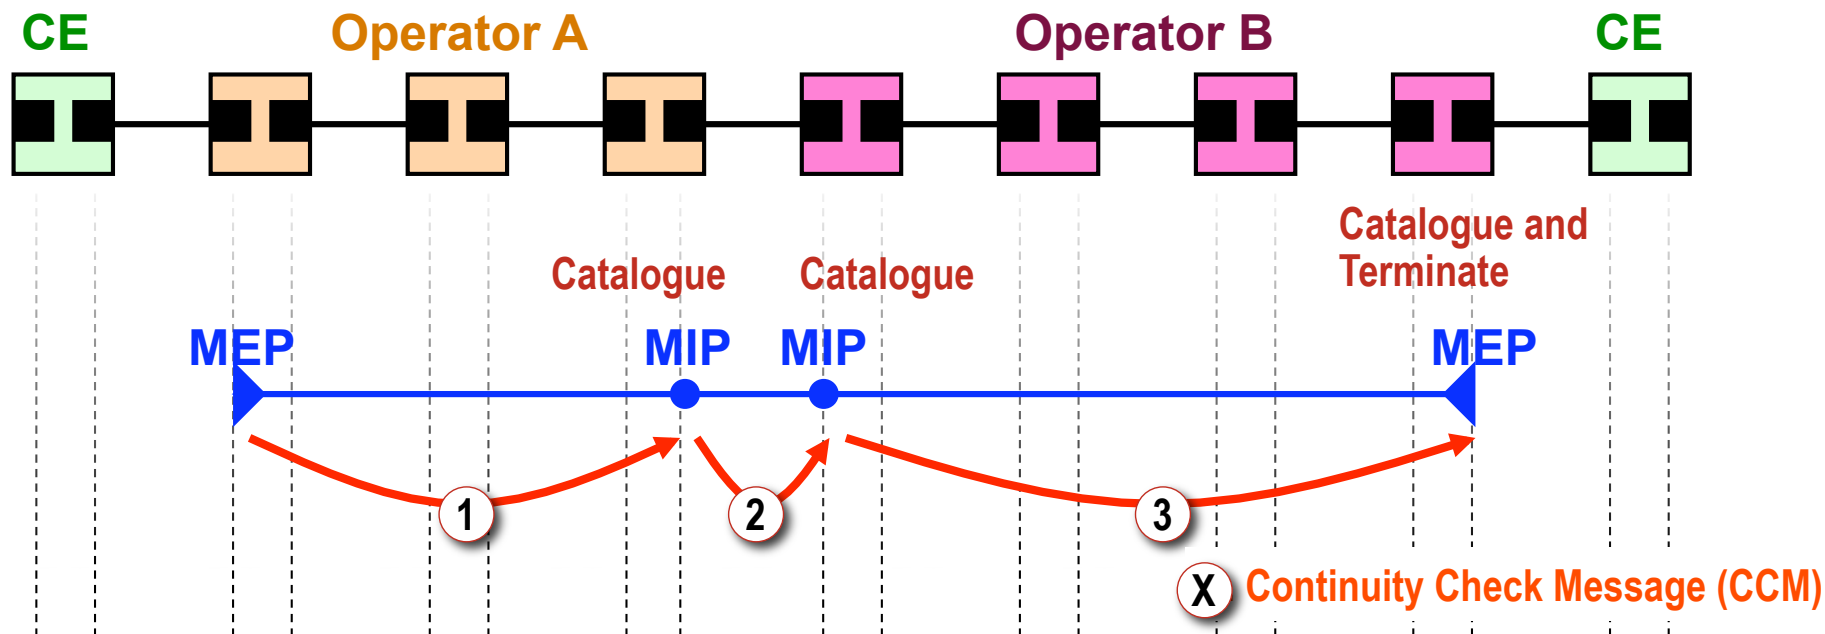 CE
Operator A
Operator B
CE
Catalogue
Catalogue
Catalogue and
Terminate
MEP
MIP
MIP
MEP
1
2
3
X
Continuity Check Message (CCM)